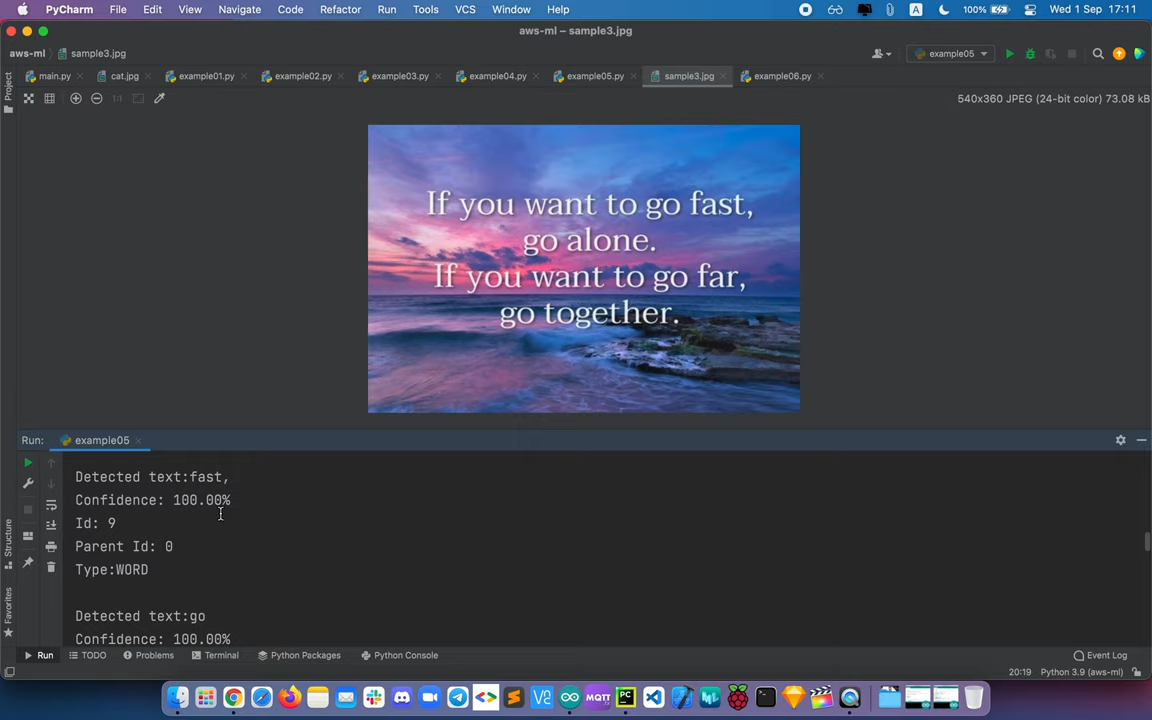 PyCharm File Edit View Navigate Code Refactor Run Tools VCS Window Help A 100% Wed 1 Sep 17:11
aws-ml – sample3.jpg
aws-ml sample3.jpg example05
main.py cat.jpg example01.py example02.py example03.py example04.py example05.py sample3.jpg example06.py
1:1 540x360 JPEG (24-bit color) 73.08 kB
Project
If you want to go fast,
go alone.
If you want to go far,
go together.
Run: example05
Detected text:fast,
Confidence: 100.00%
Id: 9
Parent Id: 0
Type:WORD
Detected text:go
Confidence: 100.00%
Structure
Favorites
Run TODO Problems Terminal Python Packages Python Console Event Log
20:19 Python 3.9 (aws-ml)
VC MQTT PC